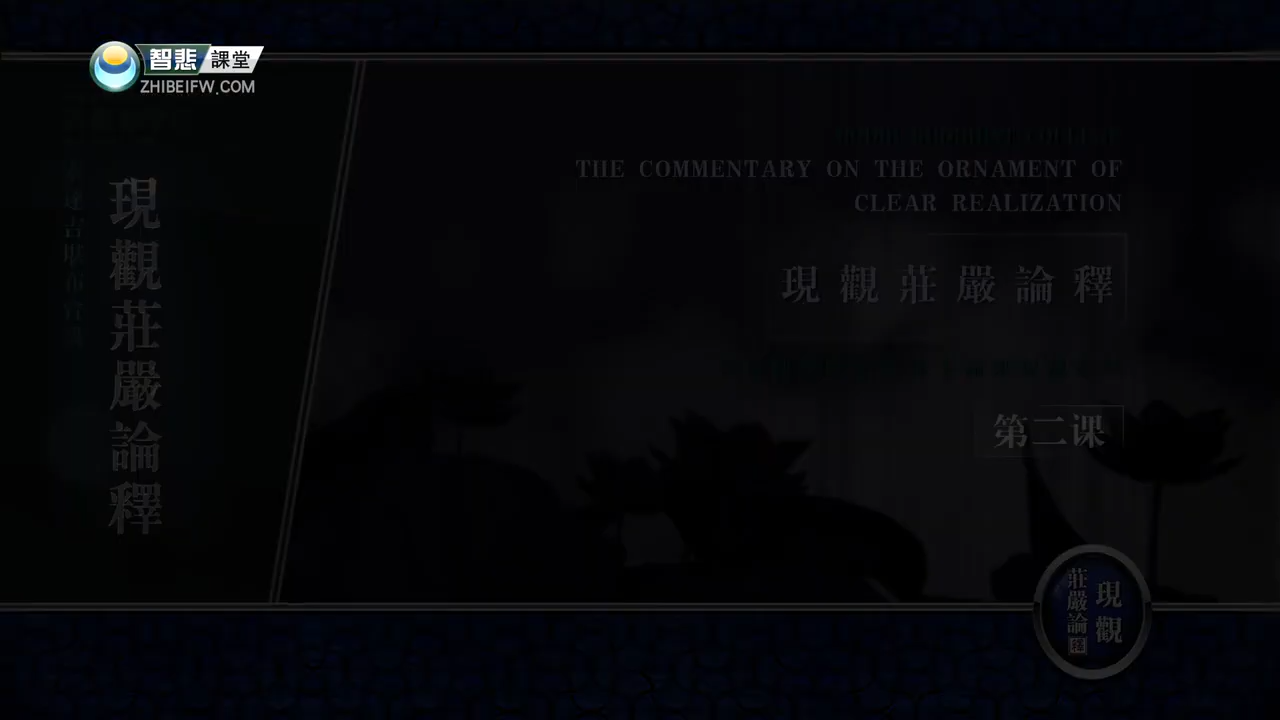 智悲課堂
ZHIBEIFW.COM
現觀莊嚴論釋
THE COMMENTARY ON THE ORNAMENT OF
CLEAR REALIZATION
現觀莊嚴論釋
第二课
現觀
莊嚴論釋